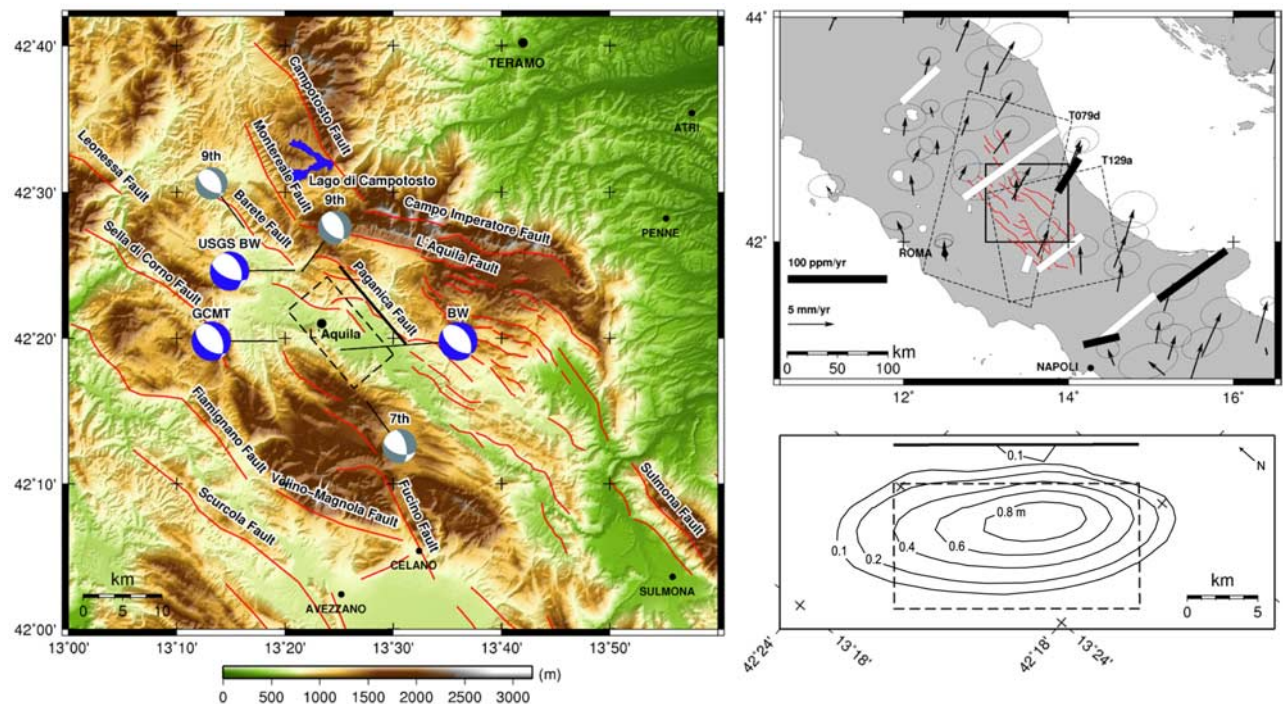 42˚40'
42˚30'
42˚20'
42˚10'
42˚00'
13˚00'
13˚10'
13˚20'
13˚30'
13˚40'
13˚50'
TERAMO
ATRI
PENNE
Campotosto Fault
Montereale Fault
Lago di Campotosto
Leonessa Fault
9th
9th
Barete Fault
Campo Imperatore Fault
L'Aquila Fault
Sella di Corno Fault
USGS BW
Paganica Fault
GCMT
L'Aquila
BW
7th
Fiamignano Fault
Velino-Magnola Fault
Fucino Fault
Scurcola Fault
Sulmona Fault
CELANO
AVEZZANO
SULMONA
km
0 5 10
(m)
0 500 1000 1500 2000 2500 3000
44˚
42˚
12˚ 14˚ 16˚
T079d
T129a
ROMA
100 ppm/yr
5 mm/yr
km
0 50 100
NAPOLI
0.1
N
0.8 m
0.6
0.4
0.2
0.1
km
0 5
42˚24'
13˚18'
42˚18'
13˚24'